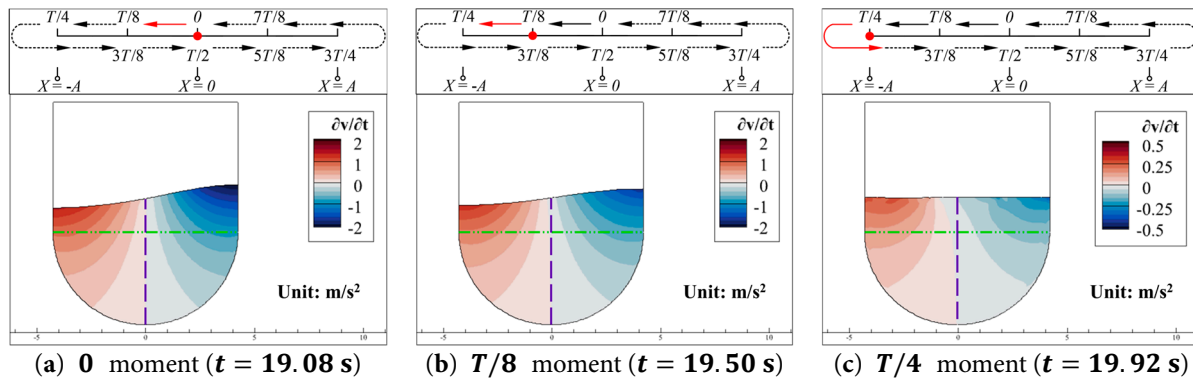 T/4 T/8 0 7T/8
3T/8 T/2 5T/8 3T/4
X = -A X = 0 X = A
∂v/∂t
2
1
0
-1
-2
Unit: m/s²
-5 0 5 10
(a) 0 moment (t = 19.08 s)
T/4 T/8 0 7T/8
3T/8 T/2 5T/8 3T/4
X = -A X = 0 X = A
∂v/∂t
2
1
0
-1
-2
Unit: m/s²
-5 0 5 10
(b) T/8 moment (t = 19.50 s)
T/4 T/8 0 7T/8
3T/8 T/2 5T/8 3T/4
X = -A X = 0 X = A
∂v/∂t
0.5
0.25
0
-0.25
-0.5
Unit: m/s²
-5 0 5 10
(c) T/4 moment (t = 19.92 s)